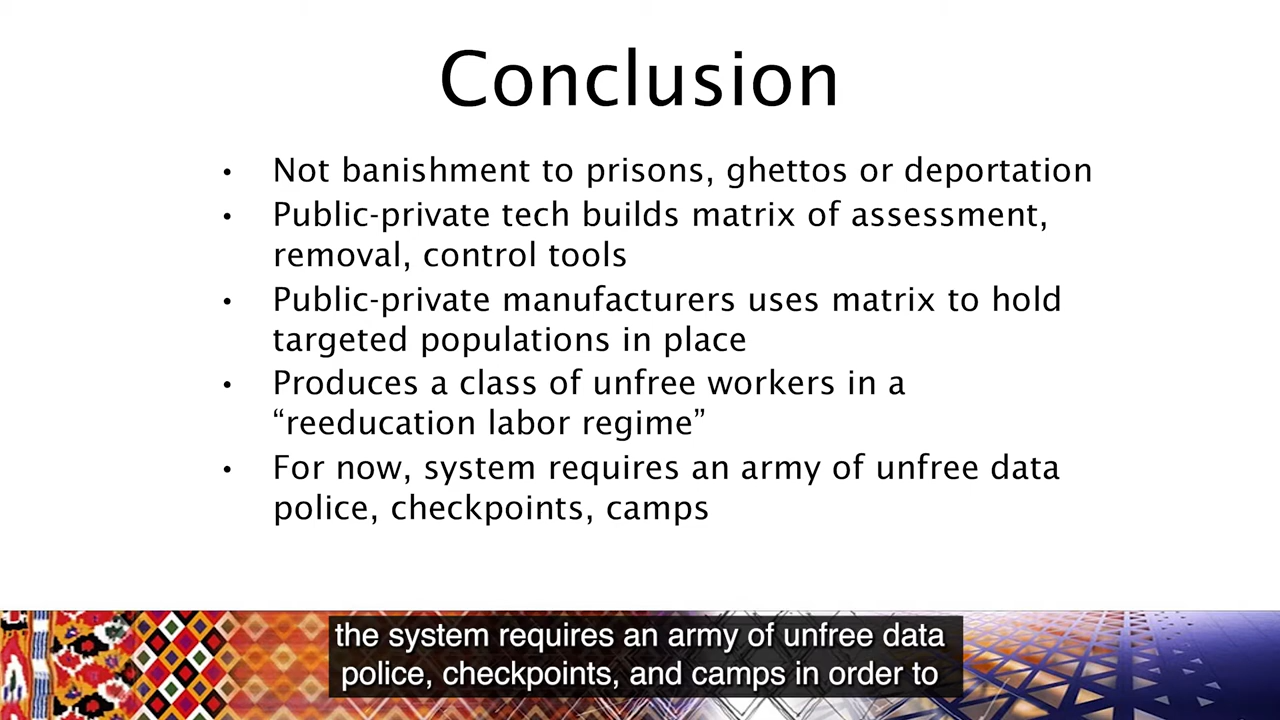 Conclusion
• Not banishment to prisons, ghettos or deportation
• Public-private tech builds matrix of assessment,
removal, control tools
• Public-private manufacturers uses matrix to hold
targeted populations in place
• Produces a class of unfree workers in a
“reeducation labor regime”
• For now, system requires an army of unfree data
police, checkpoints, camps
the system requires an army of unfree data
police, checkpoints, and camps in order to